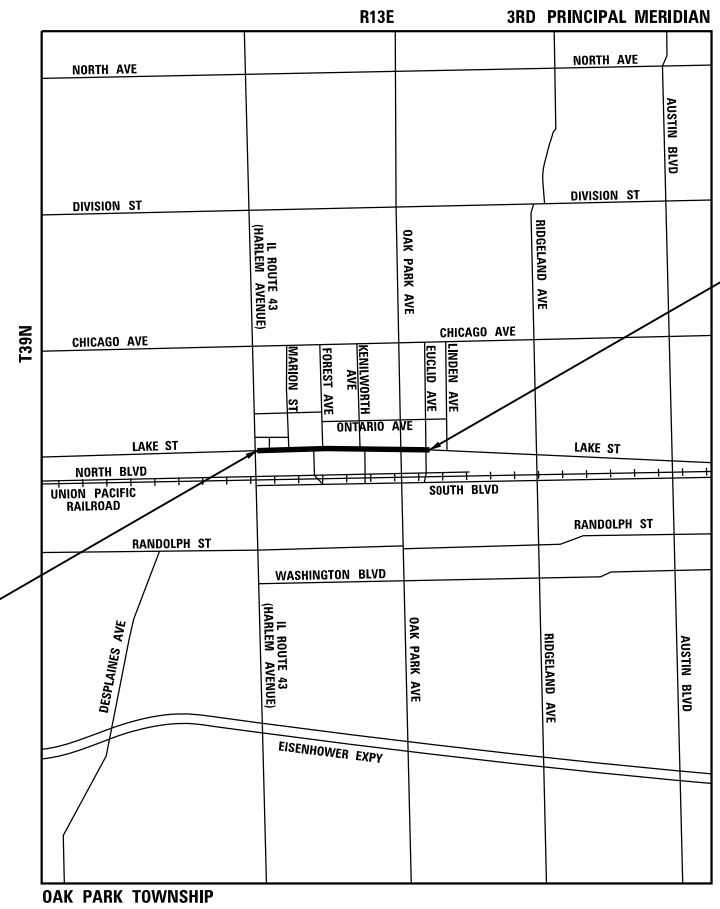 R13E
3RD PRINCIPAL MERIDIAN
NORTH AVE
NORTH AVE
AUSTIN BLVD
DIVISION ST
DIVISION ST
IL ROUTE 43
(HARLEM AVENUE)
OAK PARK AVE
RIDGELAND AVE
T39N
CHICAGO AVE
CHICAGO AVE
MARION ST
FOREST AVE
KENILWORTH
AVE
EUCLID AVE
LINDEN AVE
ONTARIO AVE
LAKE ST
LAKE ST
NORTH BLVD
UNION PACIFIC
RAILROAD
SOUTH BLVD
RANDOLPH ST
RANDOLPH ST
WASHINGTON BLVD
DESPLAINES AVE
IL ROUTE 43
(HARLEM AVENUE)
OAK PARK AVE
RIDGELAND AVE
AUSTIN BLVD
EISENHOWER EXPY
OAK PARK TOWNSHIP